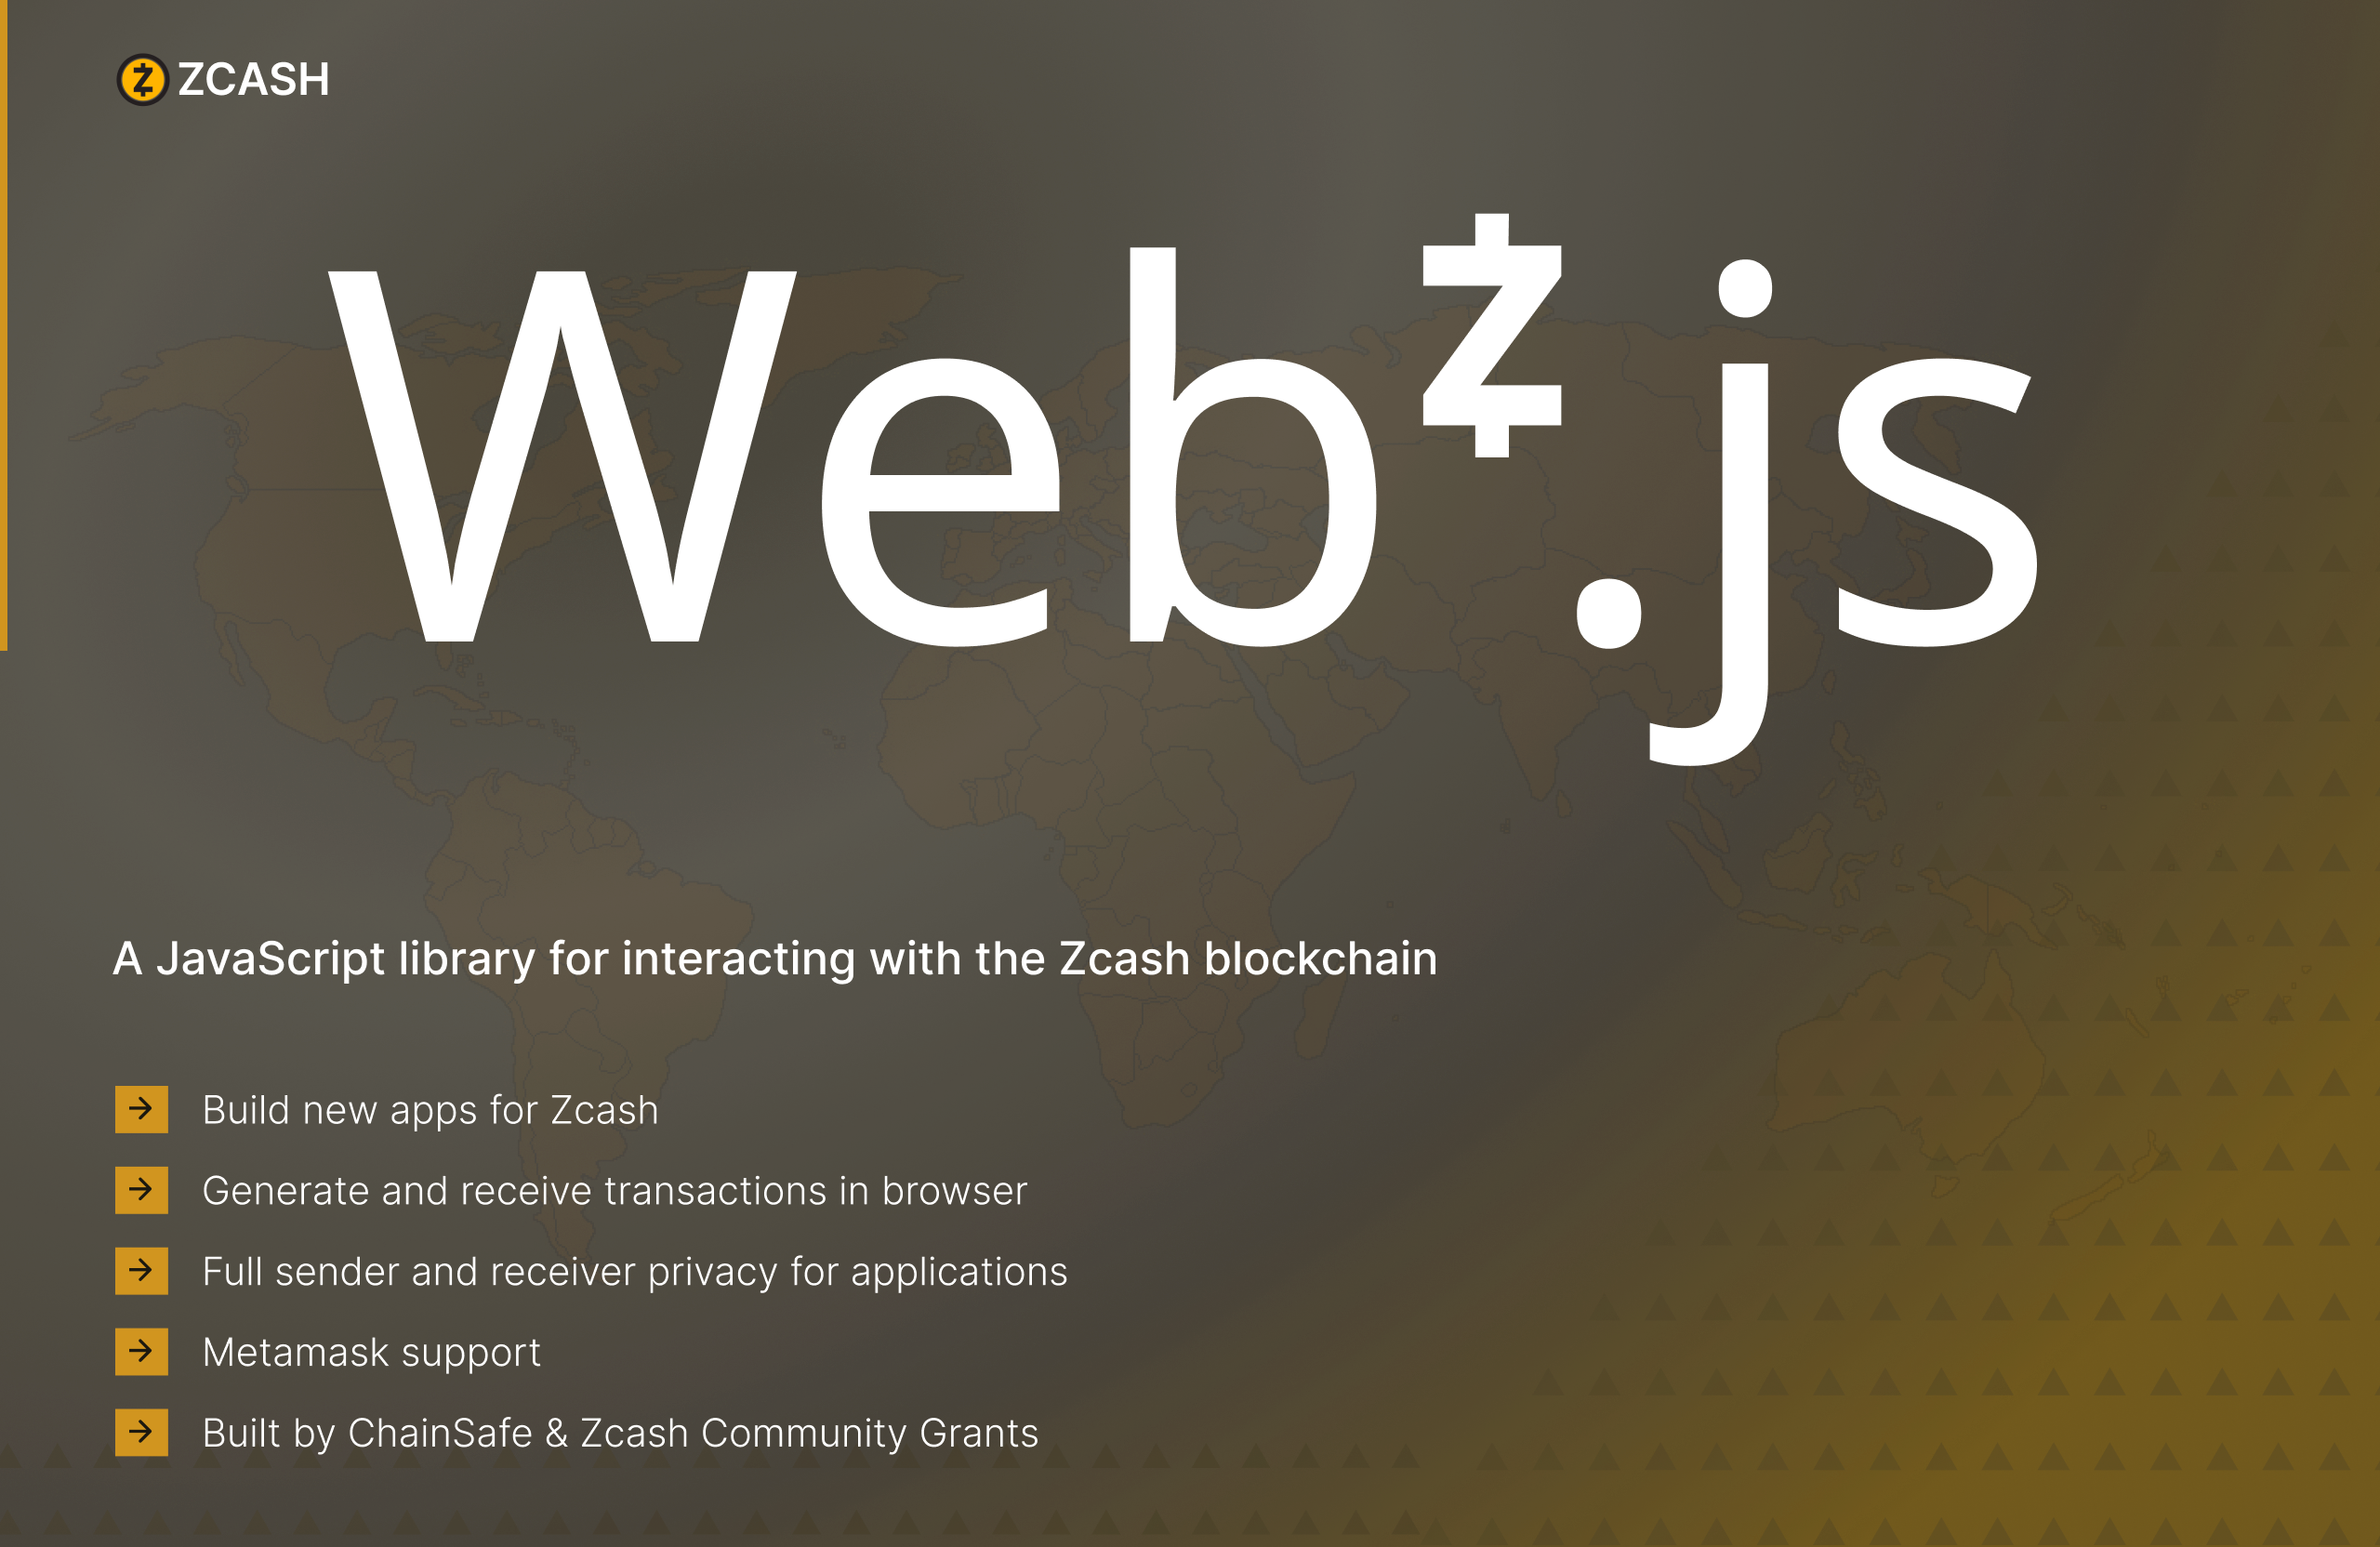 ZCASH
Webⓩ.js
A JavaScript library for interacting with the Zcash blockchain
Build new apps for Zcash
Generate and receive transactions in browser
Full sender and receiver privacy for applications
Metamask support
Built by ChainSafe & Zcash Community Grants